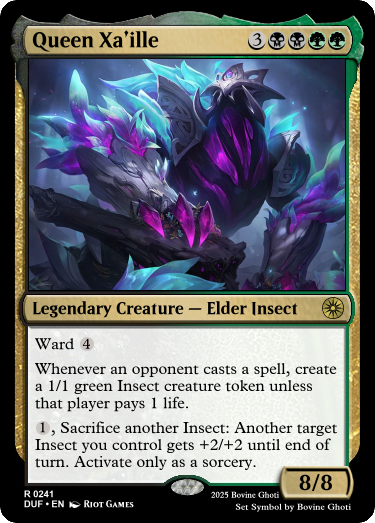 Queen Xa'ille 3
Legendary Creature — Elder Insect
Ward 4
Whenever an opponent casts a spell, create
a 1/1 green Insect creature token unless
that player pays 1 life.
1, Sacrifice another Insect: Another target
Insect you control gets +2/+2 until end of
turn. Activate only as a sorcery.
8/8
R 0241
DUF • EN Riot Games
2025 Bovine Ghoti
Set Symbol by Bovine Ghoti